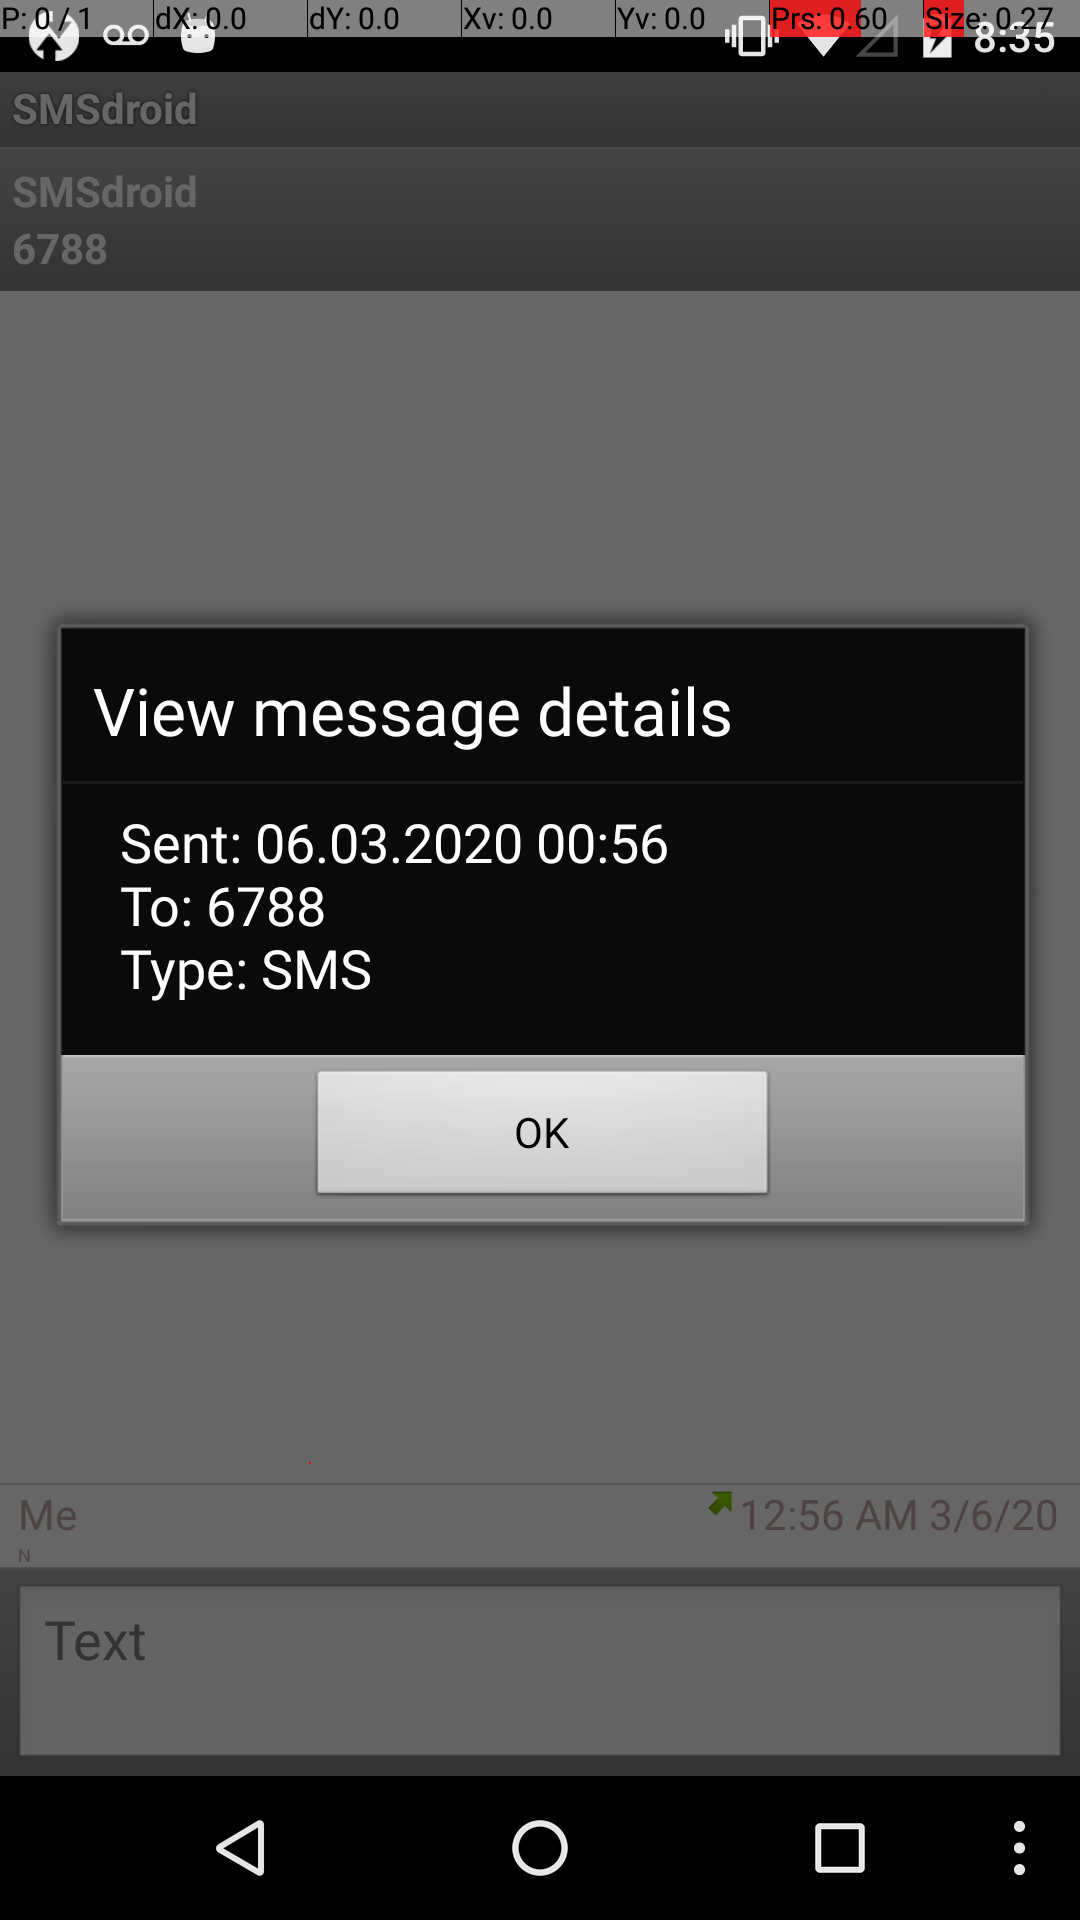 P: 0 / 1 dX: 0.0 dY: 0.0 Xv: 0.0 Yv: 0.0 Prs: 0.60 Size: 0.27
8:35
SMSdroid
SMSdroid
6788
View message details
Sent: 06.03.2020 00:56
To: 6788
Type: SMS
OK
Me 12:56 AM 3/6/20
N
Text